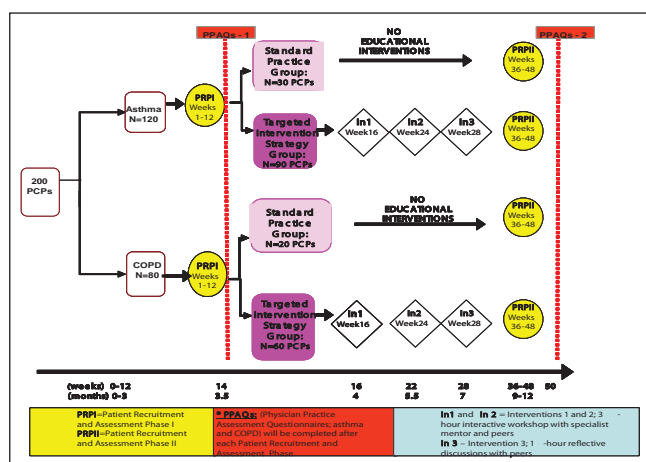 PPAQs - 1
PPAQs - 2
Standard
Practice
Group:
N=30 PCPs
NO
EDUCATIONAL
INTERVENTIONS
PRPII
Weeks
36-48
Asthma
N=120
PRPI
Weeks
1-12
Targeted
Intervention
Strategy
Group:
N=90 PCPs
In1
Week16
In2
Week24
In3
Week28
PRPII
Weeks
36-48
200
PCPs
Standard
Practice
Group:
N=20 PCPs
NO
EDUCATIONAL
INTERVENTIONS
PRPII
Weeks
36-48
COPD
N=80
PRPI
Weeks
1-12
Targeted
Intervention
Strategy
Group:
N=60 PCPs
In1
Week16
In2
Week24
In3
Week28
PRPII
Weeks
36-48
(weeks) 0-12 14 16 22 28 36-48 50
(months) 0-3 3.5 4 5.5 7 9-12
PRPI=Patient Recruitment
and Assessment Phase I
PRPII=Patient Recruitment
and Assessment Phase II
* PPAQs: (Physician Practice
Assessment Questionnaires; asthma
and COPD) will be completed after
each Patient Recruitment and
Assessment Phase
In1 and In 2 = Interventions 1 and 2; 3 -
hour interactive workshop with specialist
mentor and peers
In 3 – Intervention 3; 1 -hour reflective
discussions with peers